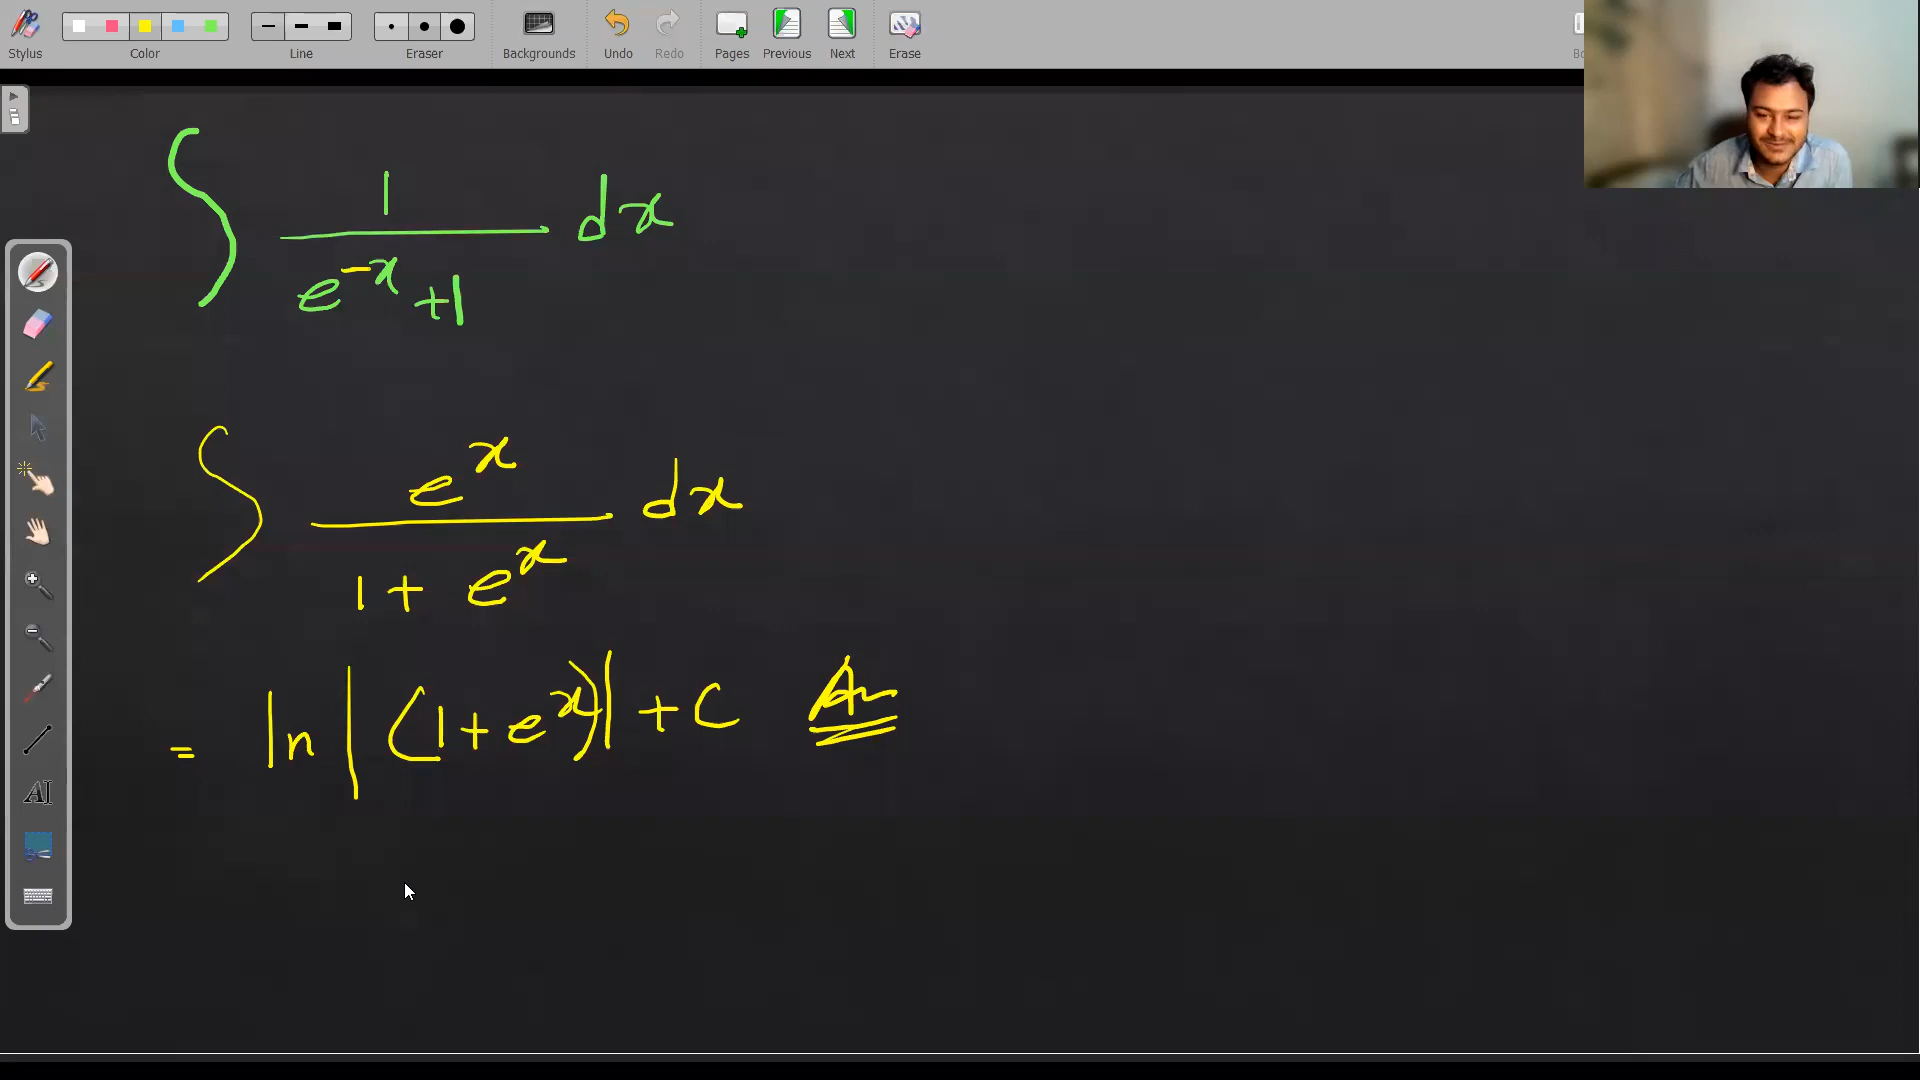 Stylus Color Line Eraser Backgrounds Undo Redo Pages Previous Next Erase
∫ 1/(e^{-x} + 1) dx
∫ e^x/(1 + e^x) dx
= ln |(1 + e^x)| + C Ans
AI